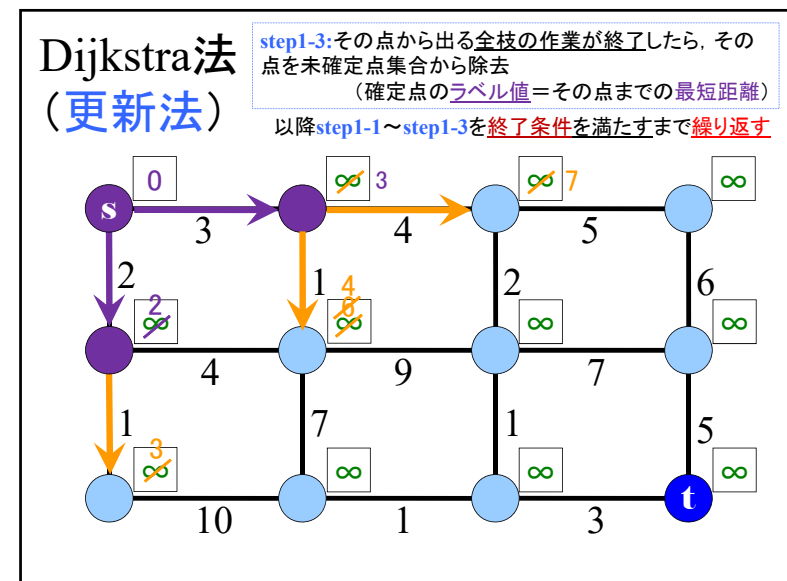 Dijkstra法
（更新法）
step1-3:その点から出る全枝の作業が終了したら，その
点を未確定点集合から除去
（確定点のラベル値＝その点までの最短距離）
以降step1-1～step1-3を終了条件を満たすまで繰り返す
0 ∞ 3 ∞ 7 ∞
s 3 4 5
2 1 2 6
2 4
∞ 6 ∞ ∞ ∞
4 9 7
1 7 1 5
3
∞ ∞ ∞ ∞
t
10 1 3